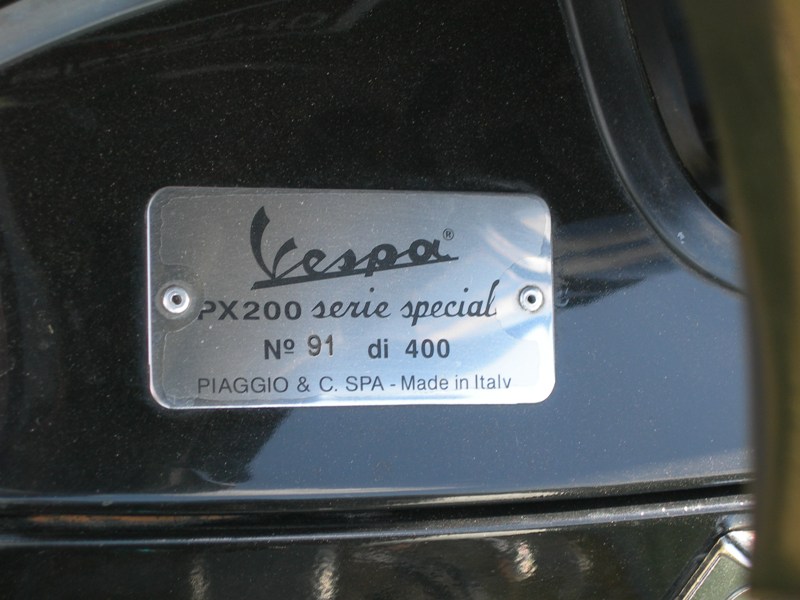 Vespa®
PX200 serie special
Nº 91 di 400
PIAGGIO & C. SPA - Made in Italy